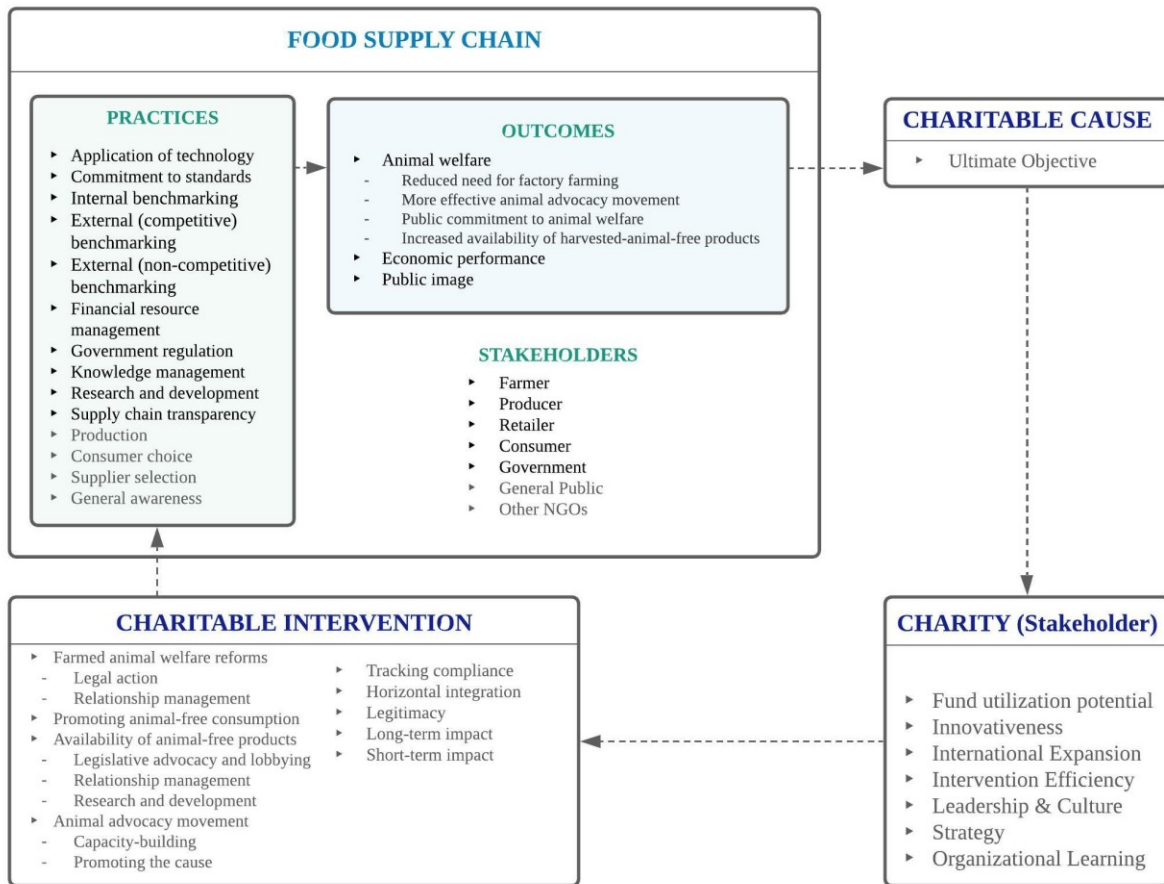 FOOD SUPPLY CHAIN
PRACTICES
‣ Application of technology
‣ Commitment to standards
‣ Internal benchmarking
‣ External (competitive)
benchmarking
‣ External (non-competitive)
benchmarking
‣ Financial resource
management
‣ Government regulation
‣ Knowledge management
‣ Research and development
‣ Supply chain transparency
‣ Production
‣ Consumer choice
‣ Supplier selection
‣ General awareness
OUTCOMES
‣ Animal welfare
- Reduced need for factory farming
- More effective animal advocacy movement
- Public commitment to animal welfare
- Increased availability of harvested-animal-free products
‣ Economic performance
‣ Public image
STAKEHOLDERS
‣ Farmer
‣ Producer
‣ Retailer
‣ Consumer
‣ Government
‣ General Public
‣ Other NGOs
CHARITABLE CAUSE
‣ Ultimate Objective
CHARITY (Stakeholder)
‣ Fund utilization potential
‣ Innovativeness
‣ International Expansion
‣ Intervention Efficiency
‣ Leadership & Culture
‣ Strategy
‣ Organizational Learning
CHARITABLE INTERVENTION
‣ Farmed animal welfare reforms
- Legal action
- Relationship management
‣ Promoting animal-free consumption
‣ Availability of animal-free products
- Legislative advocacy and lobbying
- Relationship management
- Research and development
‣ Animal advocacy movement
- Capacity-building
- Promoting the cause
‣ Tracking compliance
‣ Horizontal integration
‣ Legitimacy
‣ Long-term impact
‣ Short-term impact